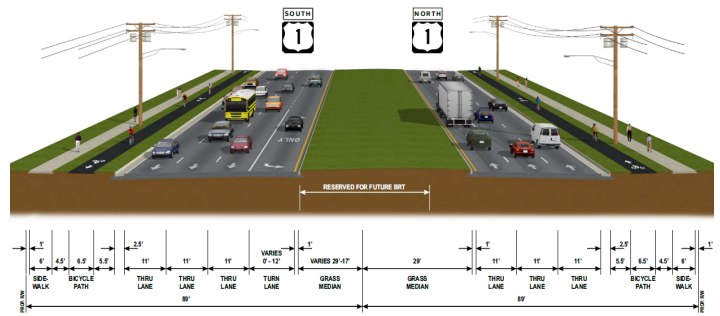 SOUTH
NORTH
1
1
ONLY
RESERVED FOR FUTURE BRT
1'
2.5'
VARIES
1'
1'
2.5'
1'
6'
4.5'
6.5'
5.5'
11'
11'
11'
0' - 12'
VARIES 29'-17'
29'
11'
11'
11'
5.5'
6.5'
4.5'
6'
SIDE-
WALK
BICYCLE
PATH
THRU
LANE
THRU
LANE
THRU
LANE
TURN
LANE
GRASS
MEDIAN
GRASS
MEDIAN
THRU
LANE
THRU
LANE
THRU
LANE
BICYCLE
PATH
SIDE-
WALK
PROP. R/W
89'
89'
PROP. R/W